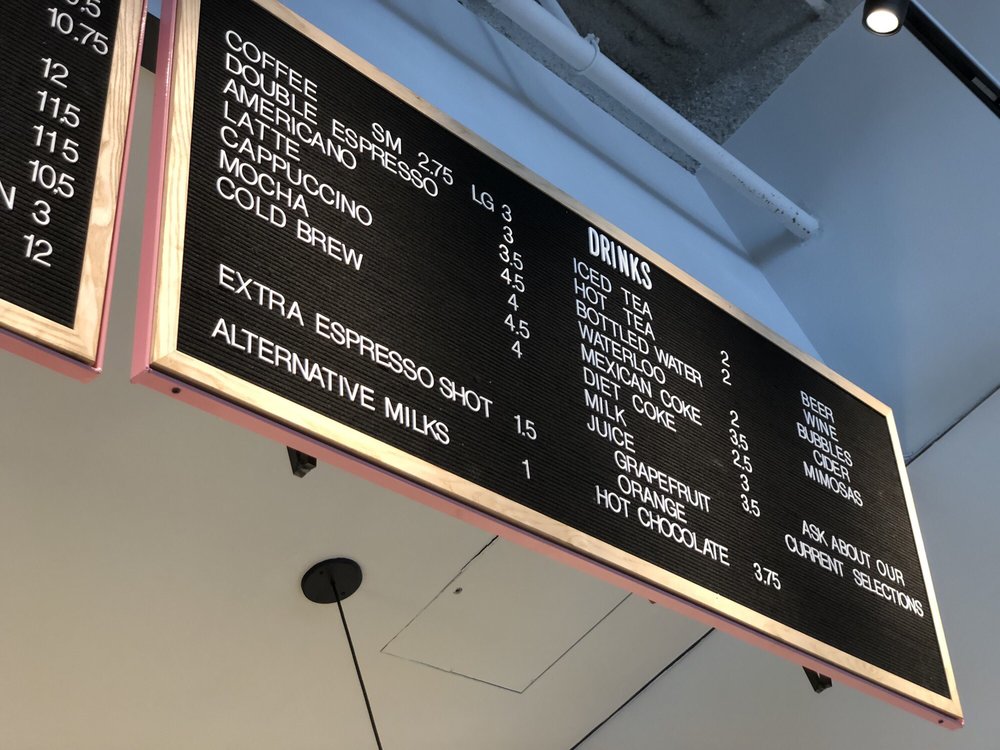 10.75
12
11.5
11 5
10.5
N 3
12
COFFEE SM 2.75 LG 3
DOUBLE ESPRESSO 3
AMERICANO 3.5
LATTE 4.5
CAPPUCCINO 4
MOCHA 4.5
COLD BREW 4
EXTRA ESPRESSO SHOT 1.5
ALTERNATIVE MILKS 1
DRINKS
ICED TEA 2
HOT TEA 2
BOTTLED WATER
WATERLOO 2
MEXICAN COKE 3.5
DIET COKE 2.5
MILK 3
JUICE 3.5
GRAPEFRUIT
ORANGE
HOT CHOCOLATE 3.75
BEER
WINE
BUBBLES
CIDER
MIMOSAS
ASK ABOUT OUR
CURRENT SELECTIONS